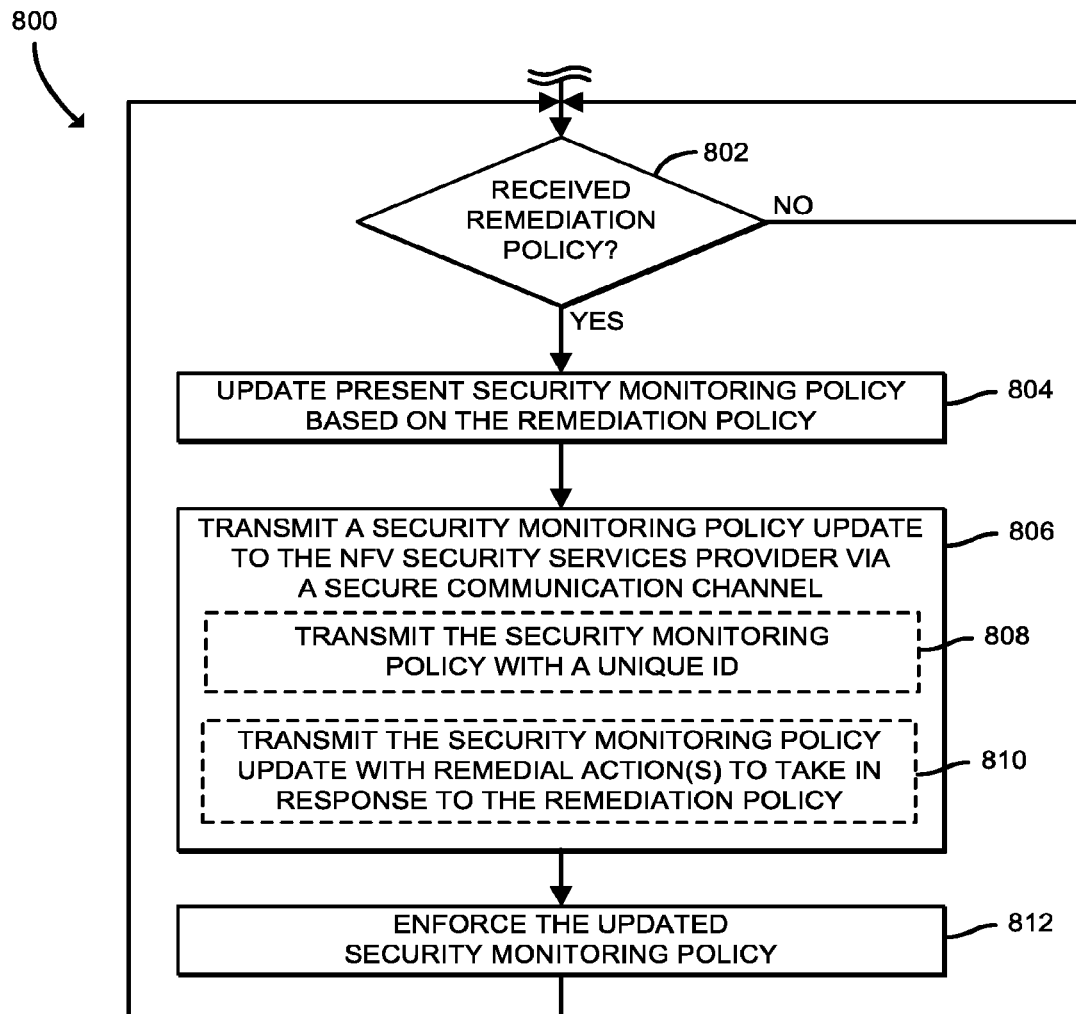 800
802
RECEIVED
REMEDIATION
POLICY?
NO
YES
UPDATE PRESENT SECURITY MONITORING POLICY
BASED ON THE REMEDIATION POLICY
804
TRANSMIT A SECURITY MONITORING POLICY UPDATE
TO THE NFV SECURITY SERVICES PROVIDER VIA
A SECURE COMMUNICATION CHANNEL
806
TRANSMIT THE SECURITY MONITORING
POLICY WITH A UNIQUE ID
808
TRANSMIT THE SECURITY MONITORING POLICY
UPDATE WITH REMEDIAL ACTION(S) TO TAKE IN
RESPONSE TO THE REMEDIATION POLICY
810
ENFORCE THE UPDATED
SECURITY MONITORING POLICY
812